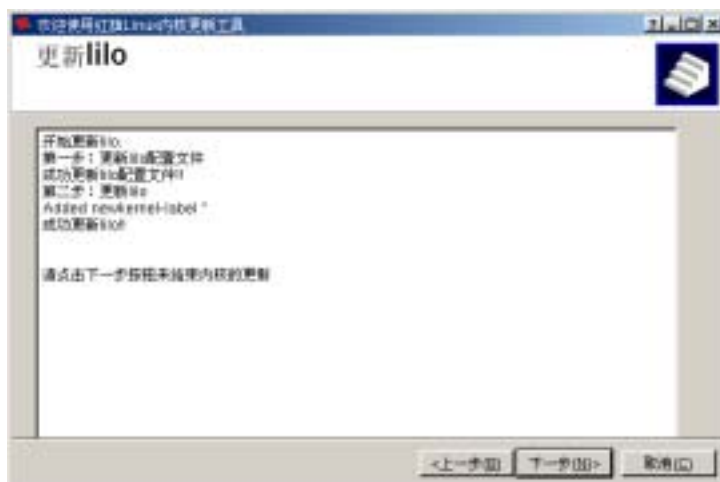 欢迎使用红旗Linux内核更新工具
更新lilo
开始更新lilo.
第一步：更新lilo配置文件
成功更新lilo配置文件!!
第二步：更新lilo
Added newkernel-label *
成功更新lilo!!
请点击下一步按钮来结束内核的更新
<上一步(B)
下一步(N)>
取消(C)